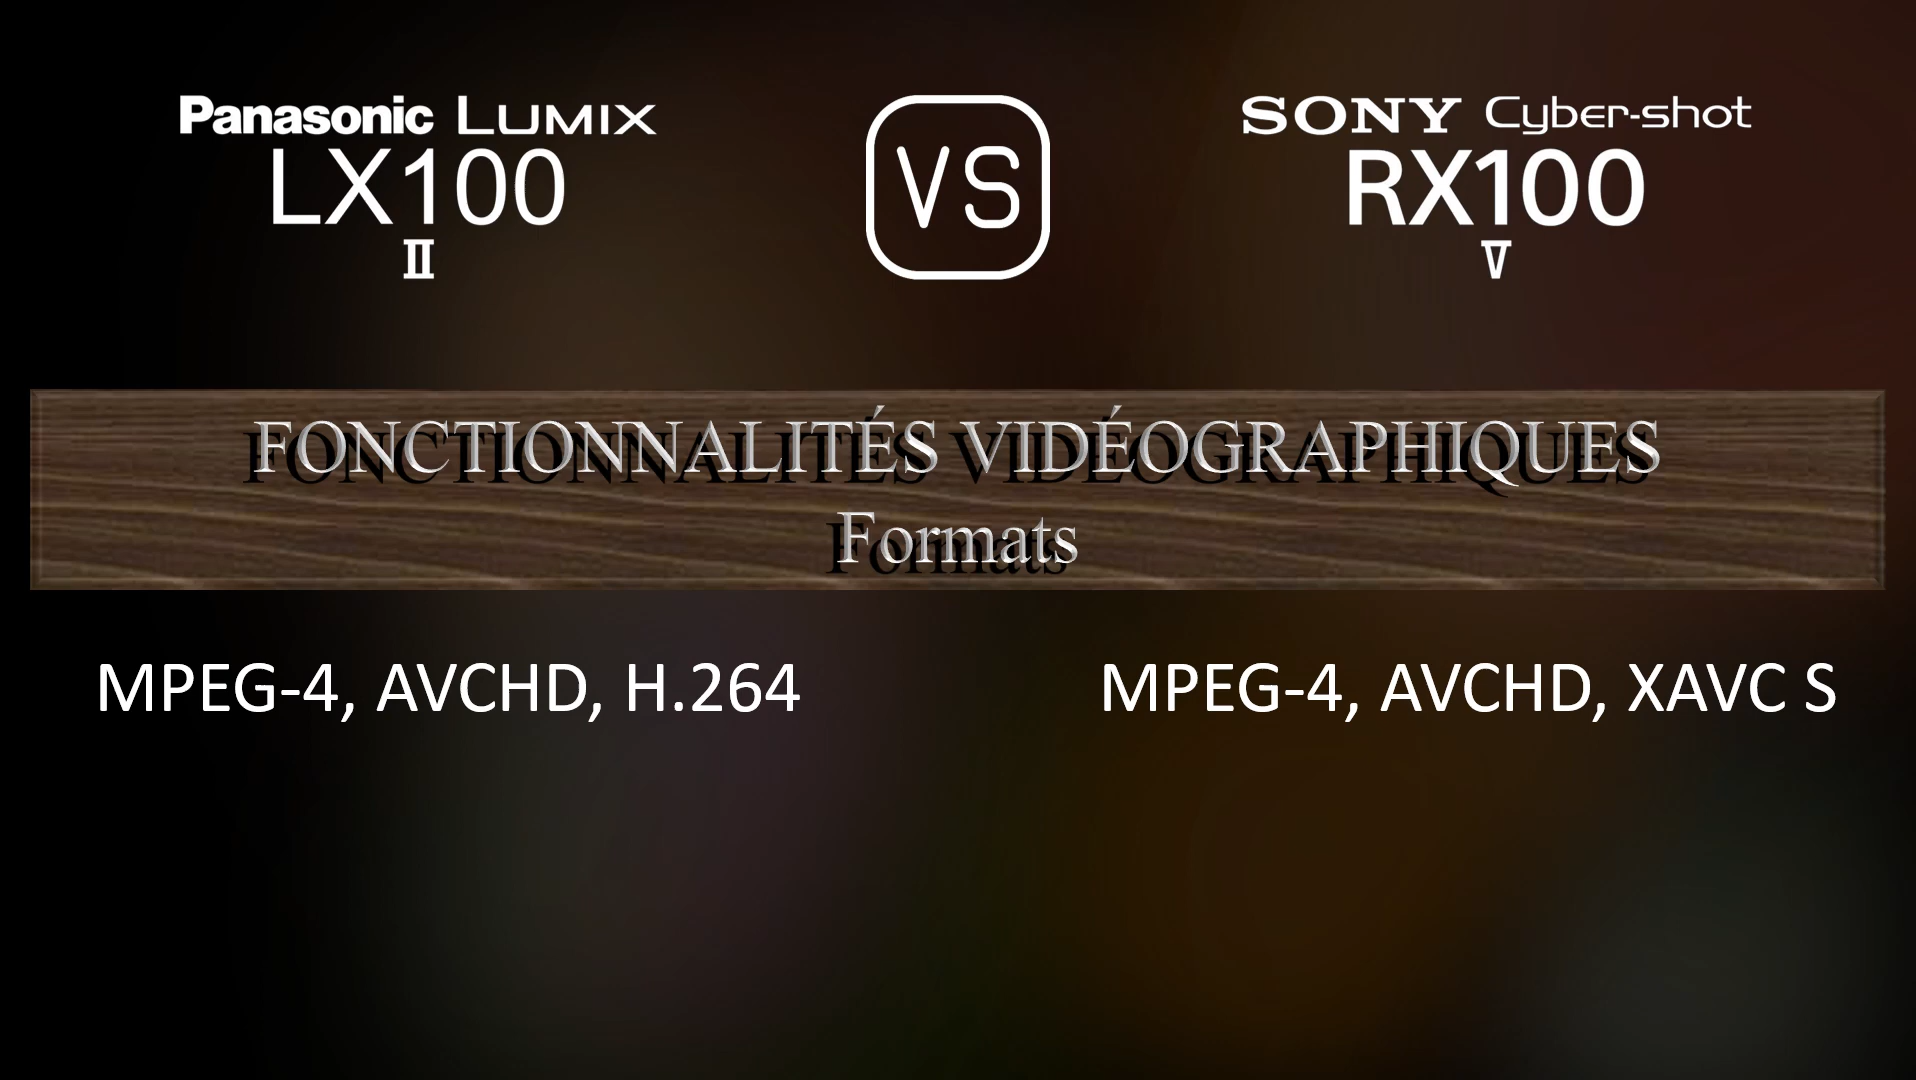 Panasonic LUMIX
LX100
II
VS
SONY Cyber-shot
RX100
V
FONCTIONNALITÉS VIDÉOGRAPHIQUES
Formats
MPEG-4, AVCHD, H.264
MPEG-4, AVCHD, XAVC S